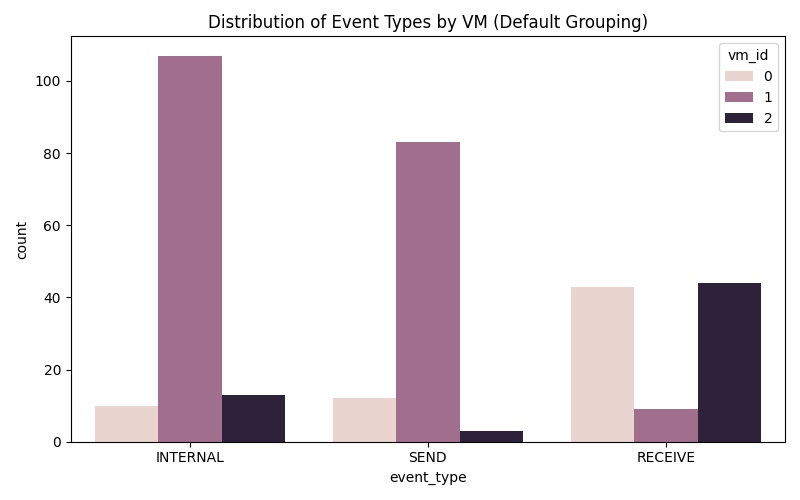 Distribution of Event Types by VM (Default Grouping)
vm_id
0
1
2
count
100
80
60
40
20
0
INTERNAL SEND RECEIVE
event_type